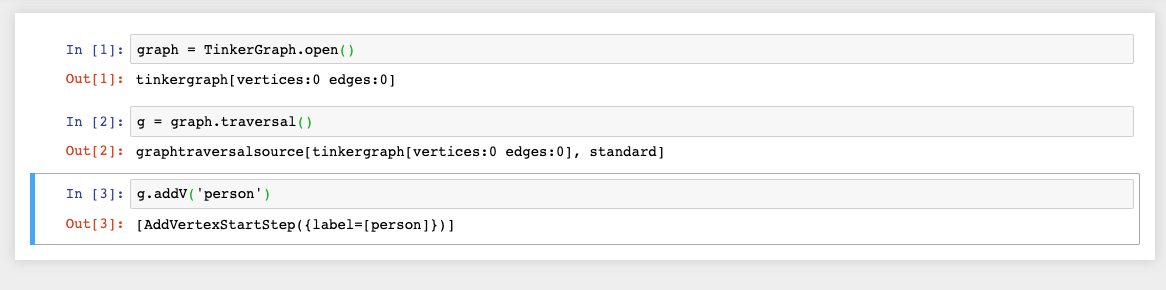 In [1]: graph = TinkerGraph.open()
Out[1]: tinkergraph[vertices:0 edges:0]
In [2]: g = graph.traversal()
Out[2]: graphtraversalsource[tinkergraph[vertices:0 edges:0], standard]
In [3]: g.addV('person')
Out[3]: [AddVertexStartStep({label=[person]})]